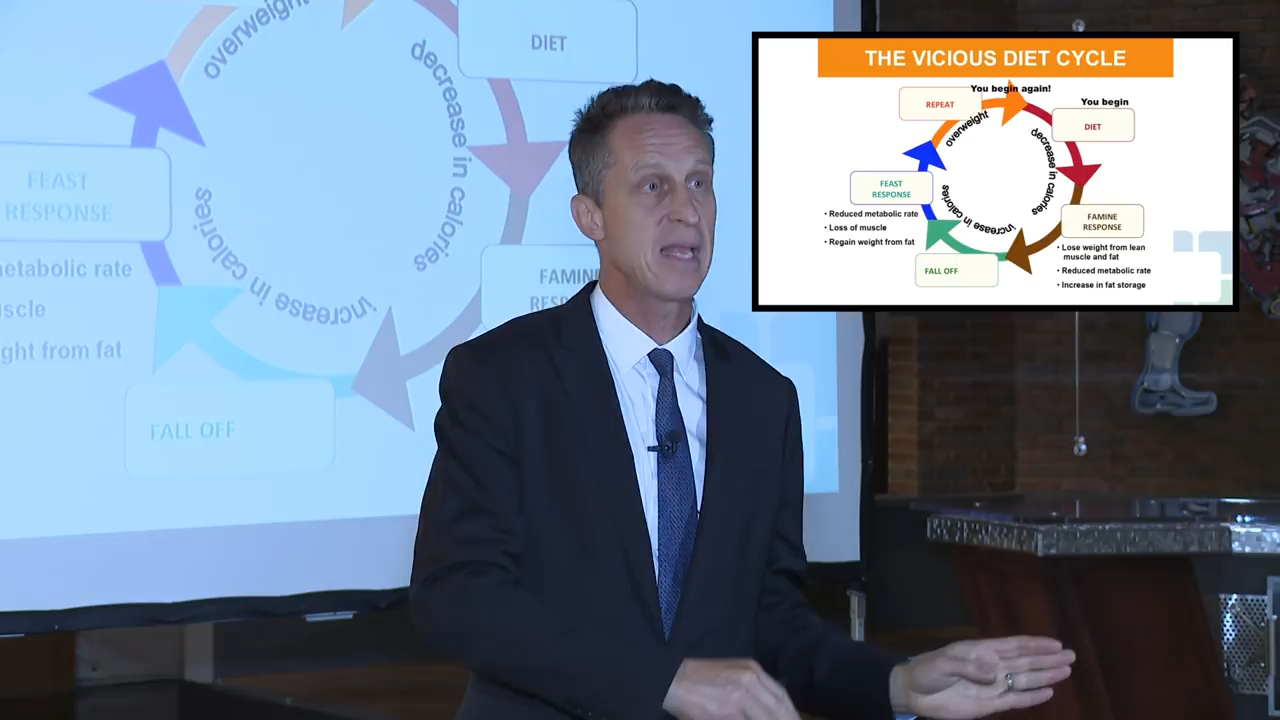 overweight
DIET
decrease in calories
FEAST
RESPONSE
increase in calories
etabolic rate
scle
ght from fat
FALL OFF
FAMIN
RESP
THE VICIOUS DIET CYCLE
You begin again!
REPEAT
You begin
DIET
overweight
decrease in calories
FEAST
RESPONSE
• Reduced metabolic rate
• Loss of muscle
• Regain weight from fat
increase in calories
FAMINE
RESPONSE
• Lose weight from lean
muscle and fat
• Reduced metabolic rate
• Increase in fat storage
FALL OFF